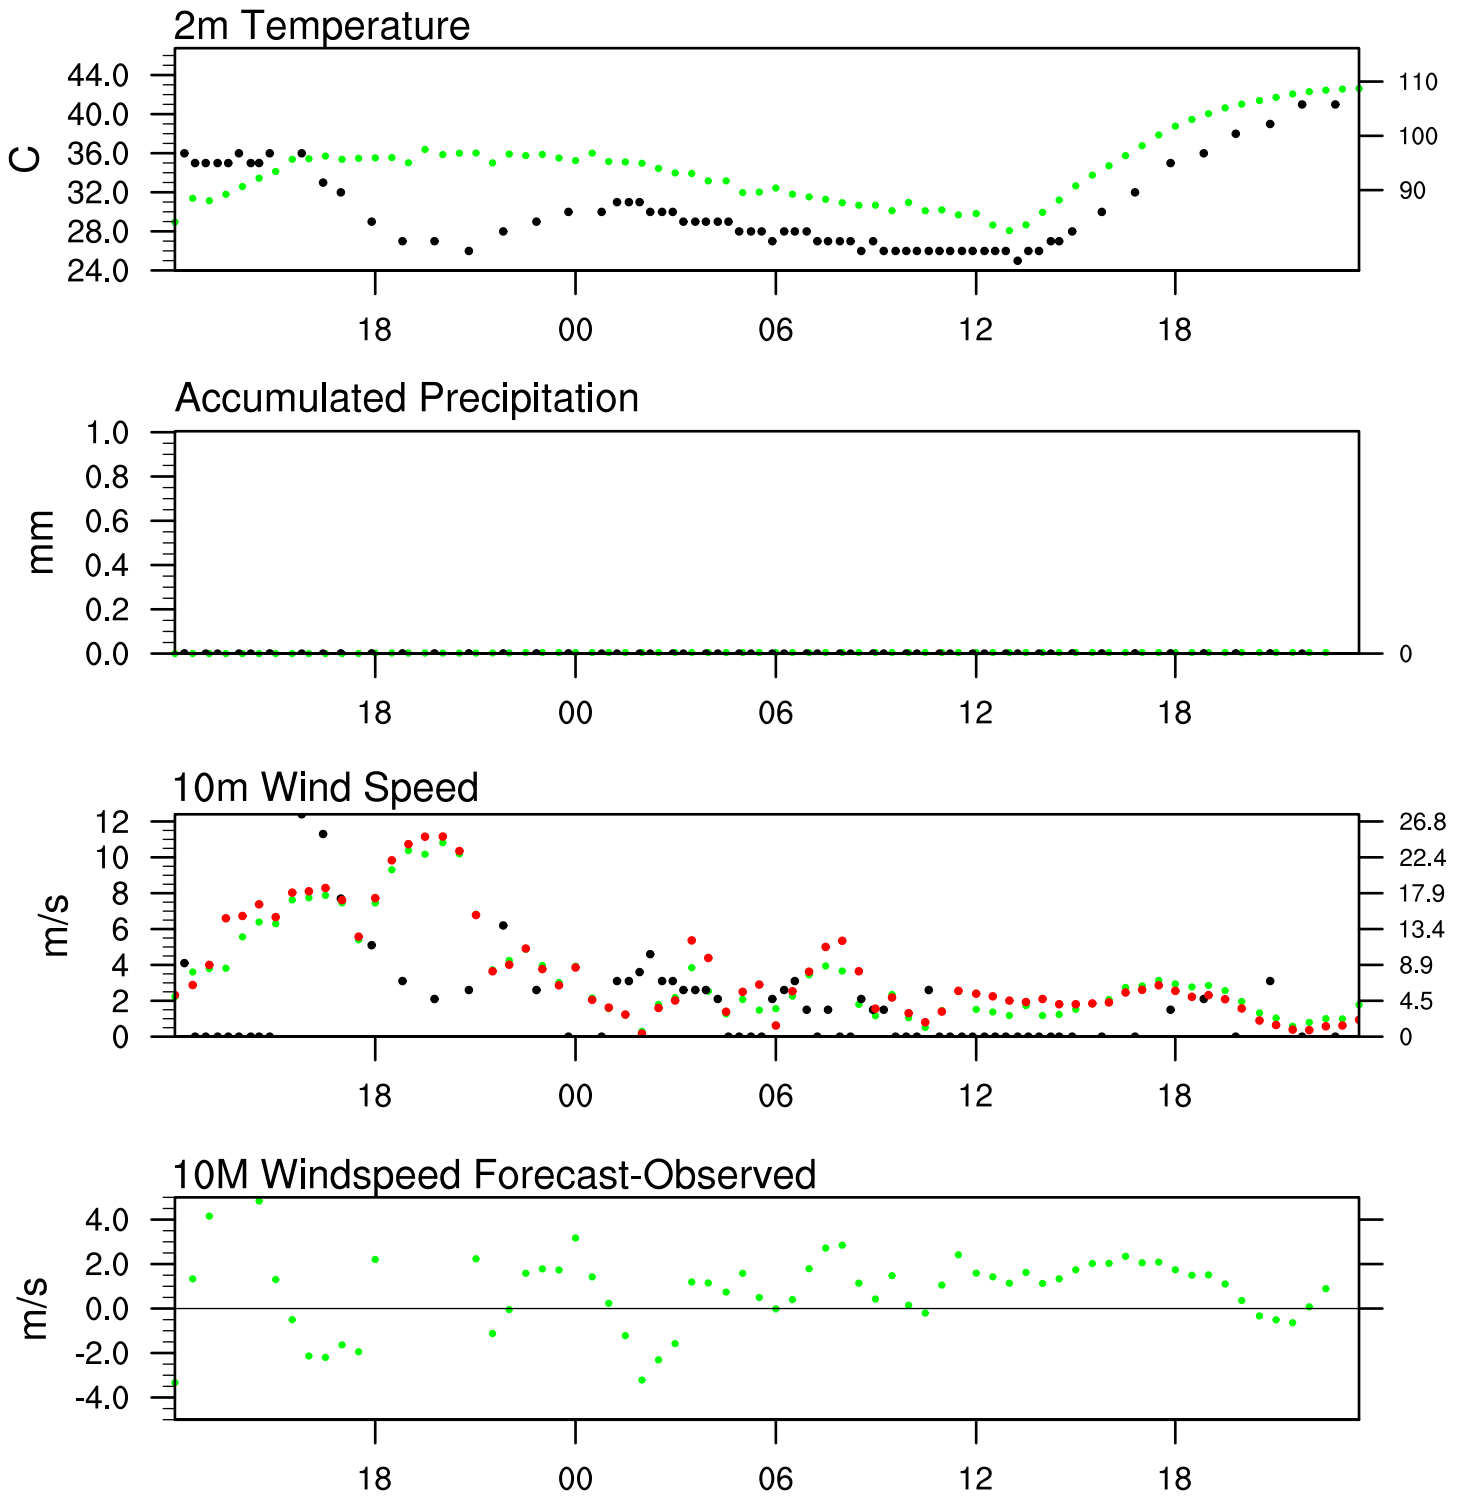 2m Temperature
44.0
40.0
36.0
32.0
28.0
24.0
C
110
100
90
18 00 06 12 18
Accumulated Precipitation
1.0
0.8
0.6
0.4
0.2
0.0
mm
0
18 00 06 12 18
10m Wind Speed
12
10
8
6
4
2
0
m/s
26.8
22.4
17.9
13.4
8.9
4.5
0
18 00 06 12 18
10M Windspeed Forecast-Observed
4.0
2.0
0.0
-2.0
-4.0
m/s
18 00 06 12 18